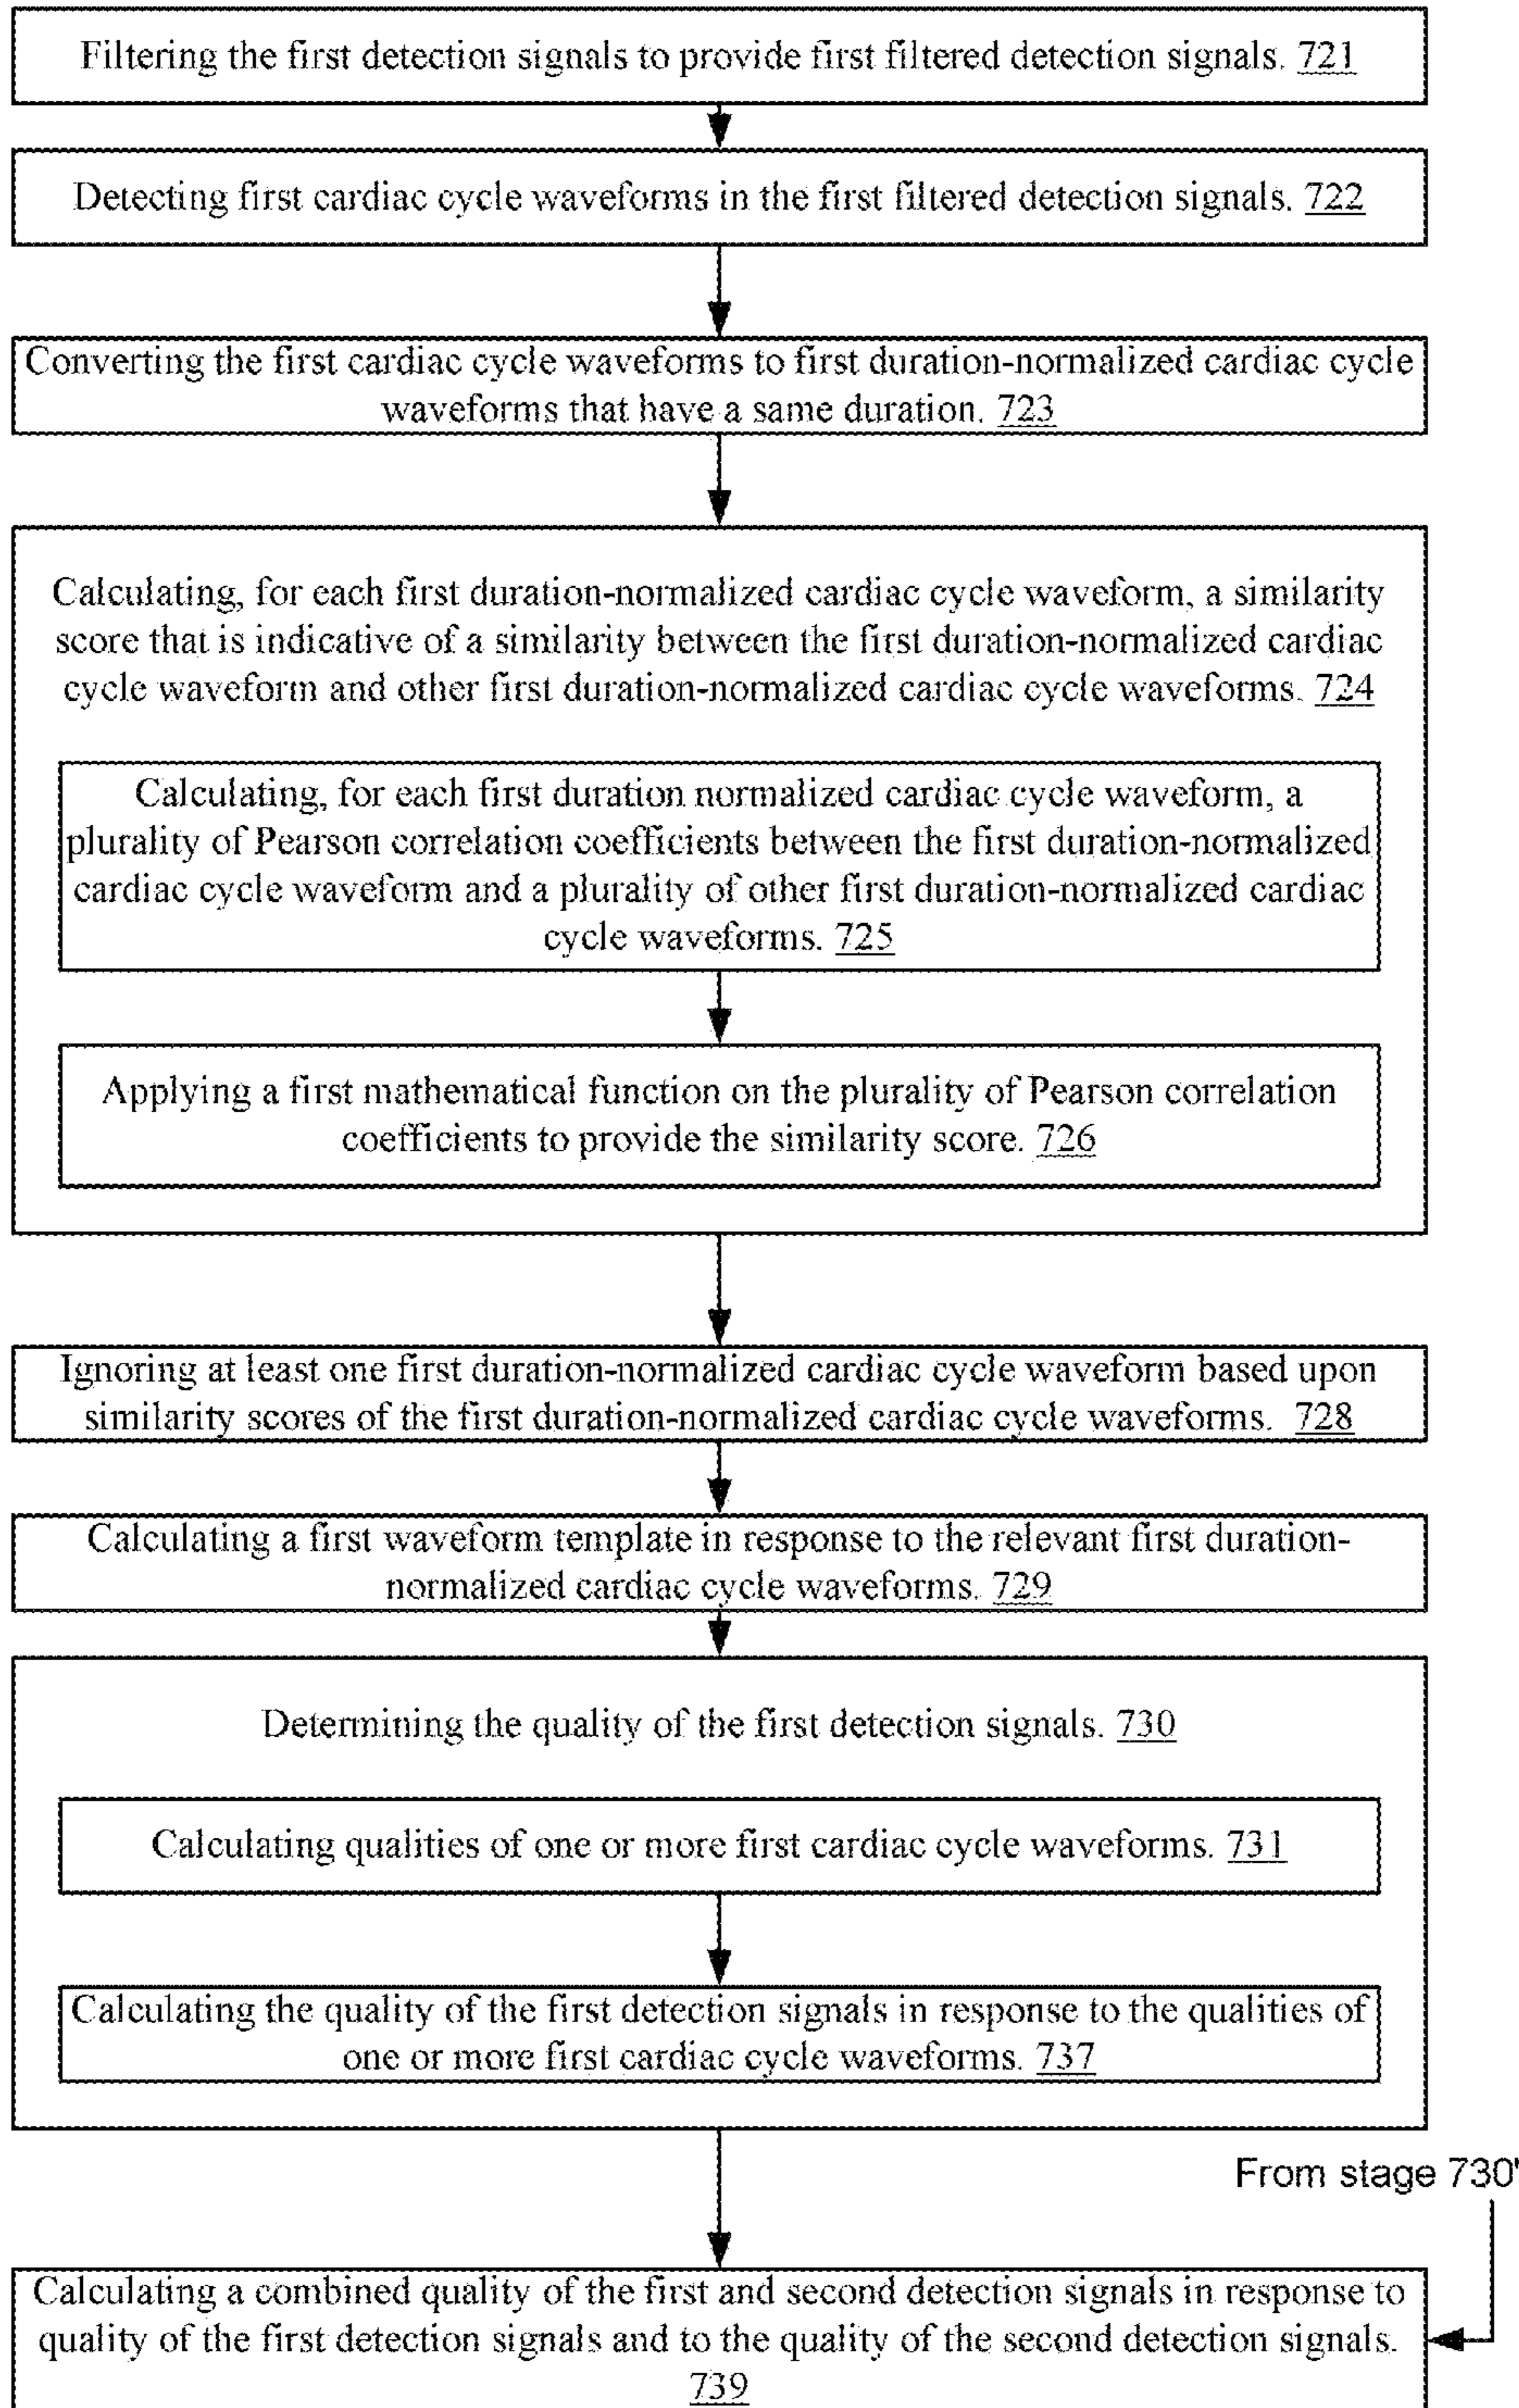 Filtering the first detection signals to provide first filtered detection signals. 721
Detecting first cardiac cycle waveforms in the first filtered detection signals. 722
Converting the first cardiac cycle waveforms to first duration-normalized cardiac cycle
waveforms that have a same duration. 723
Calculating, for each first duration-normalized cardiac cycle waveform, a similarity
score that is indicative of a similarity between the first duration-normalized cardiac
cycle waveform and other first duration-normalized cardiac cycle waveforms. 724
Calculating, for each first duration normalized cardiac cycle waveform, a
plurality of Pearson correlation coefficients between the first duration-normalized
cardiac cycle waveform and a plurality of other first duration-normalized cardiac
cycle waveforms. 725
Applying a first mathematical function on the plurality of Pearson correlation
coefficients to provide the similarity score. 726
Ignoring at least one first duration-normalized cardiac cycle waveform based upon
similarity scores of the first duration-normalized cardiac cycle waveforms. 728
Calculating a first waveform template in response to the relevant first duration-
normalized cardiac cycle waveforms. 729
Determining the quality of the first detection signals. 730
Calculating qualities of one or more first cardiac cycle waveforms. 731
Calculating the quality of the first detection signals in response to the qualities of
one or more first cardiac cycle waveforms. 737
From stage 730'
Calculating a combined quality of the first and second detection signals in response to
quality of the first detection signals and to the quality of the second detection signals.
739